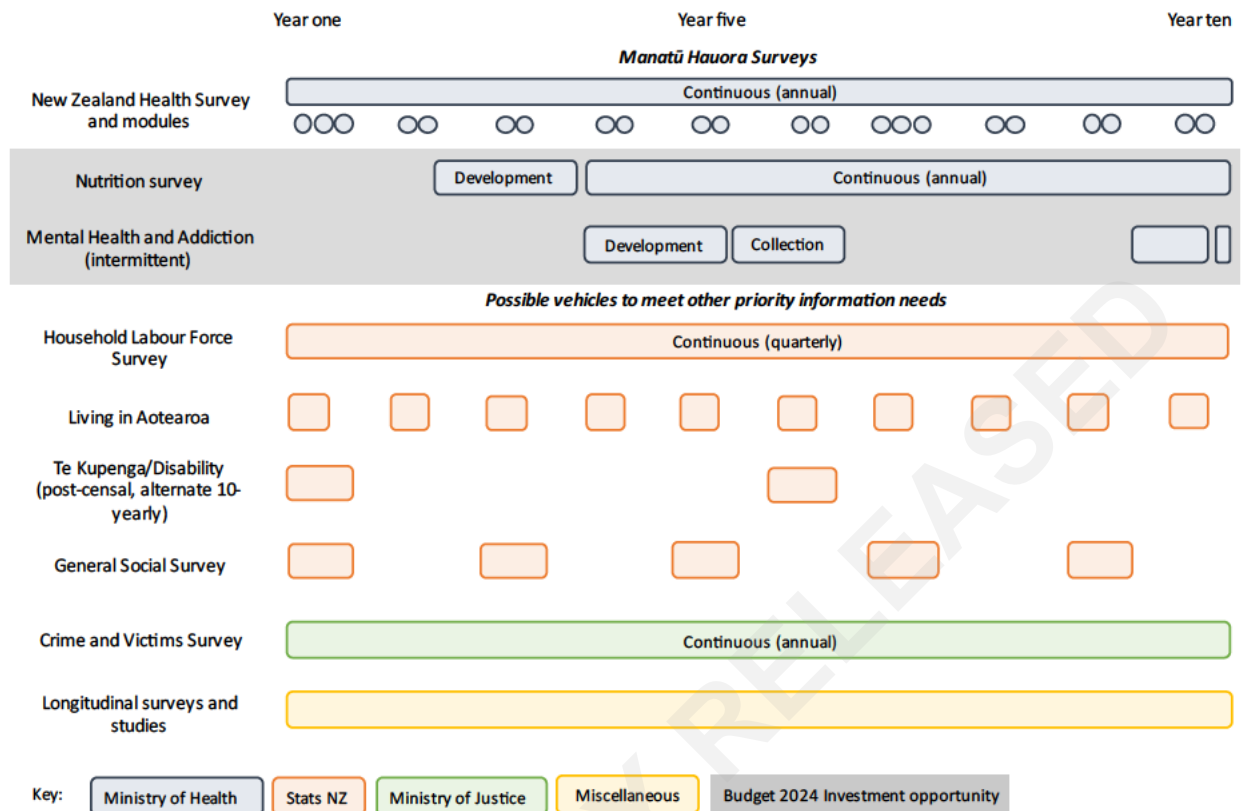 Year one Year five Year ten
Manatū Hauora Surveys
New Zealand Health Survey
and modules
Continuous (annual)
Nutrition survey
Development
Continuous (annual)
Mental Health and Addiction
(intermittent)
Development
Collection
Possible vehicles to meet other priority information needs
Household Labour Force
Survey
Continuous (quarterly)
Living in Aotearoa
Te Kupenga/Disability
(post-censal, alternate 10-
yearly)
General Social Survey
Crime and Victims Survey
Continuous (annual)
Longitudinal surveys and
studies
Key: Ministry of Health Stats NZ Ministry of Justice Miscellaneous Budget 2024 Investment opportunity
RELEASED